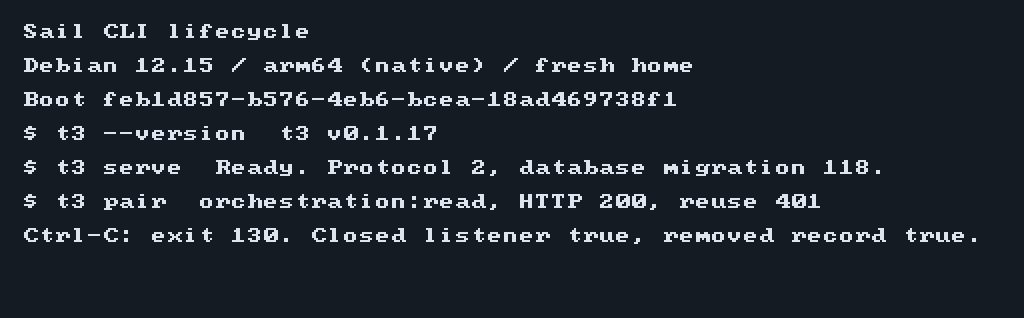 Sail CLI lifecycle
Debian 12.15 / arm64 (native) / fresh home
Boot feb1d857-b576-4eb6-bcea-18ad469738f1
$ t3 --version  t3 v0.1.17
$ t3 serve  Ready. Protocol 2, database migration 118.
$ t3 pair  orchestration:read, HTTP 200, reuse 401
Ctrl-C: exit 130. Closed listener true, removed record true.